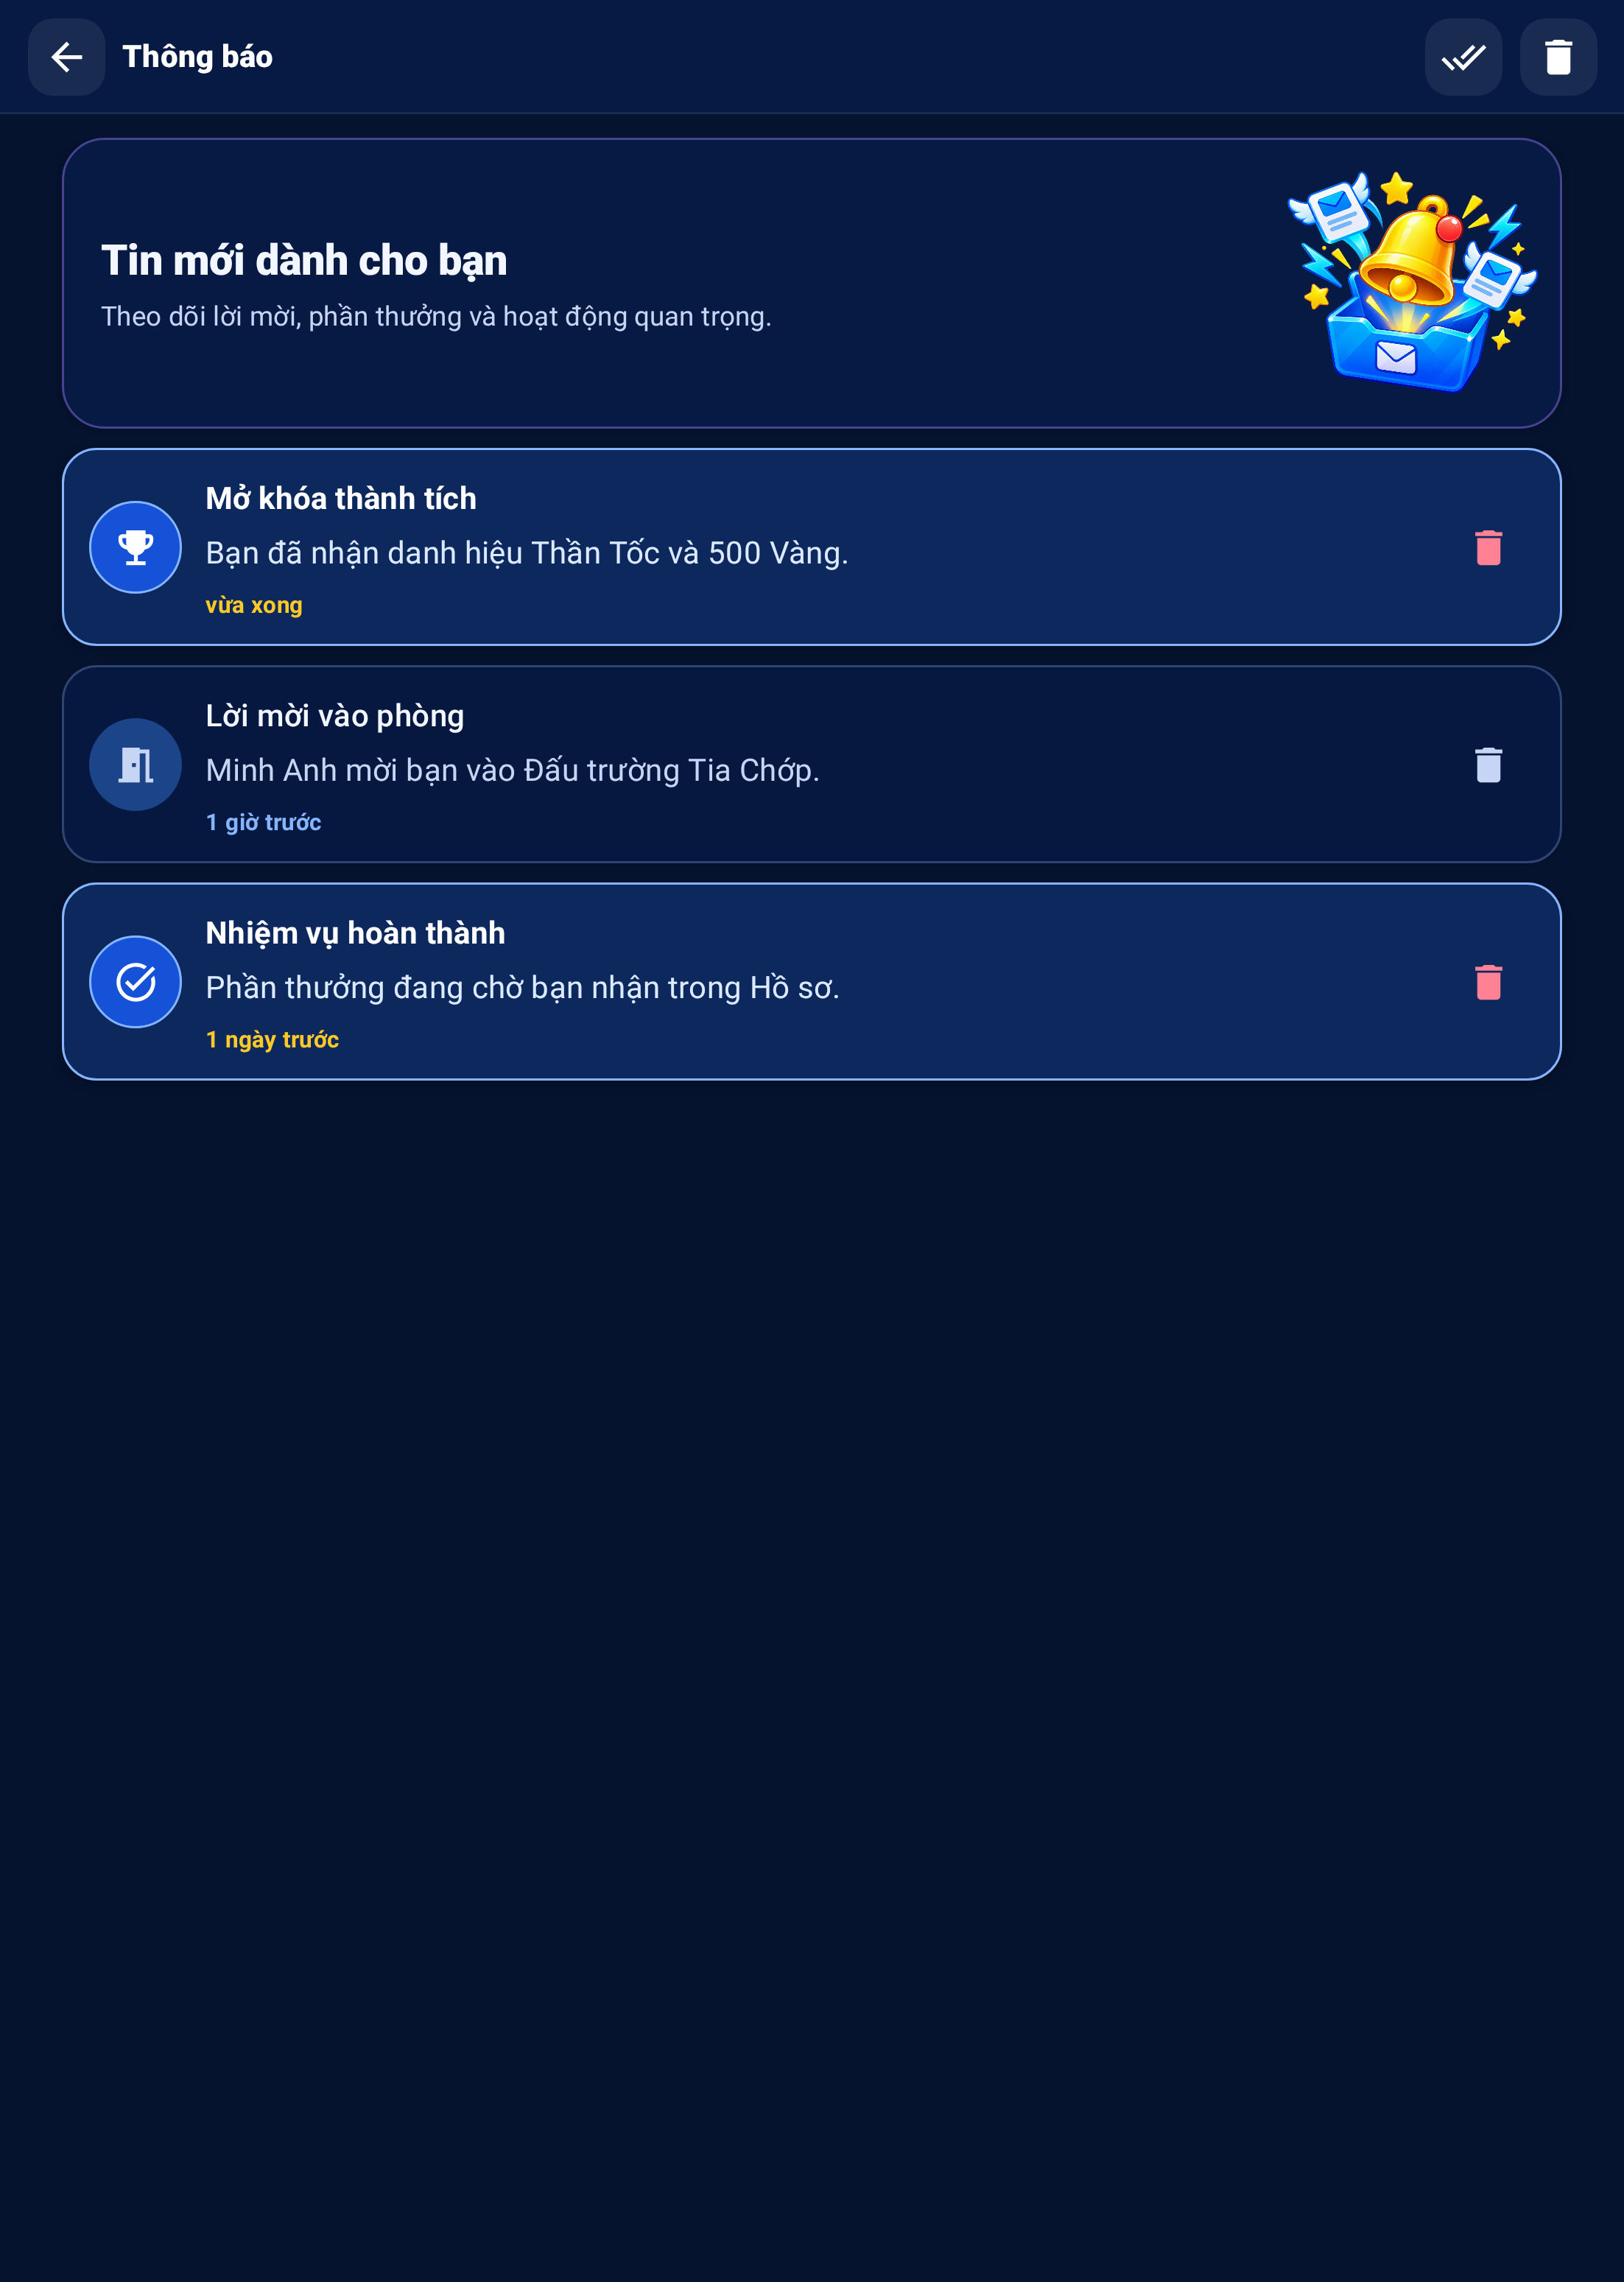 Thông báo
Tin mới dành cho bạn
Theo dõi lời mời, phần thưởng và hoạt động quan trọng.
Mở khóa thành tích
Bạn đã nhận danh hiệu Thần Tốc và 500 Vàng.
vừa xong
Lời mời vào phòng
Minh Anh mời bạn vào Đấu trường Tia Chớp.
1 giờ trước
Nhiệm vụ hoàn thành
Phần thưởng đang chờ bạn nhận trong Hồ sơ.
1 ngày trước